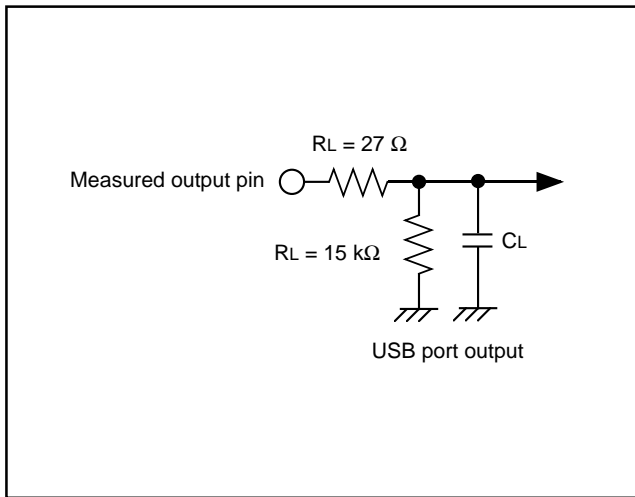 RL = 27 Ω
Measured output pin
RL = 15 kΩ
CL
USB port output